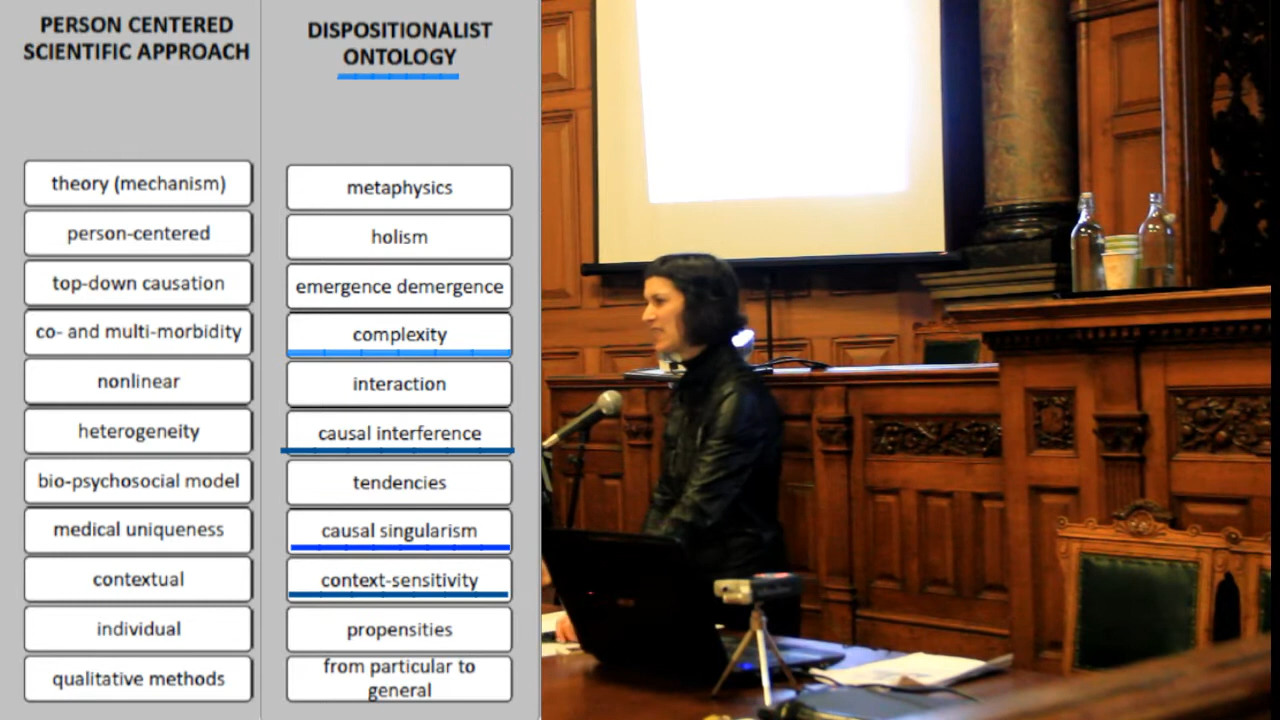 PERSON CENTERED
SCIENTIFIC APPROACH
theory (mechanism)
person-centered
top-down causation
co- and multi-morbidity
nonlinear
heterogeneity
bio-psychosocial model
medical uniqueness
contextual
individual
qualitative methods
DISPOSITIONALIST
ONTOLOGY
metaphysics
holism
emergence demergence
complexity
interaction
causal interference
tendencies
causal singularism
context-sensitivity
propensities
from particular to
general